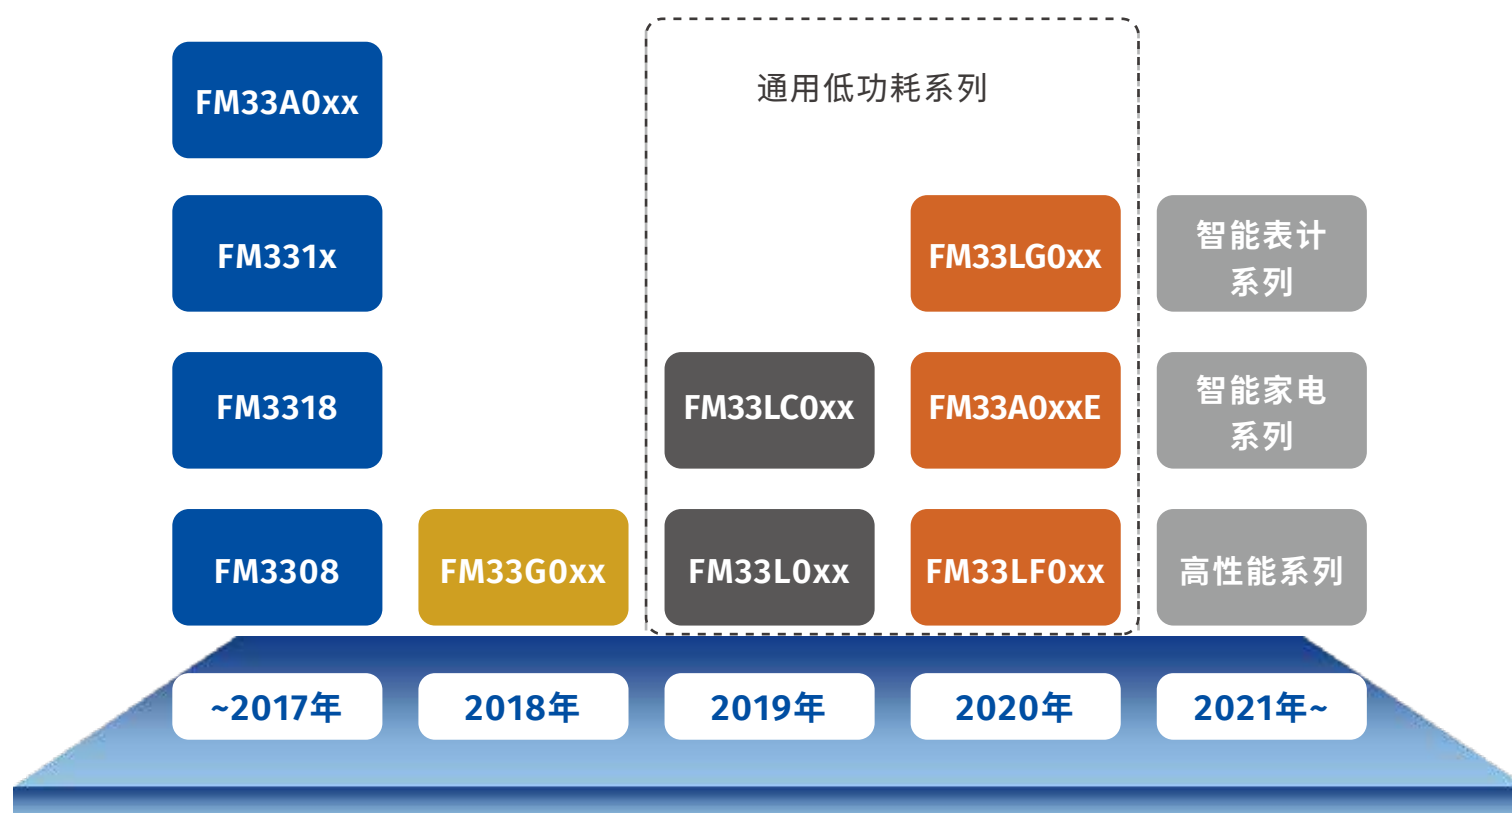 通用低功耗系列
FM33A0xx
FM331x
FM33LG0xx
智能表计
系列
FM3318
FM33LC0xx
FM33A0xxE
智能家电
系列
FM3308
FM33G0xx
FM33L0xx
FM33LF0xx
高性能系列
~2017年
2018年
2019年
2020年
2021年~